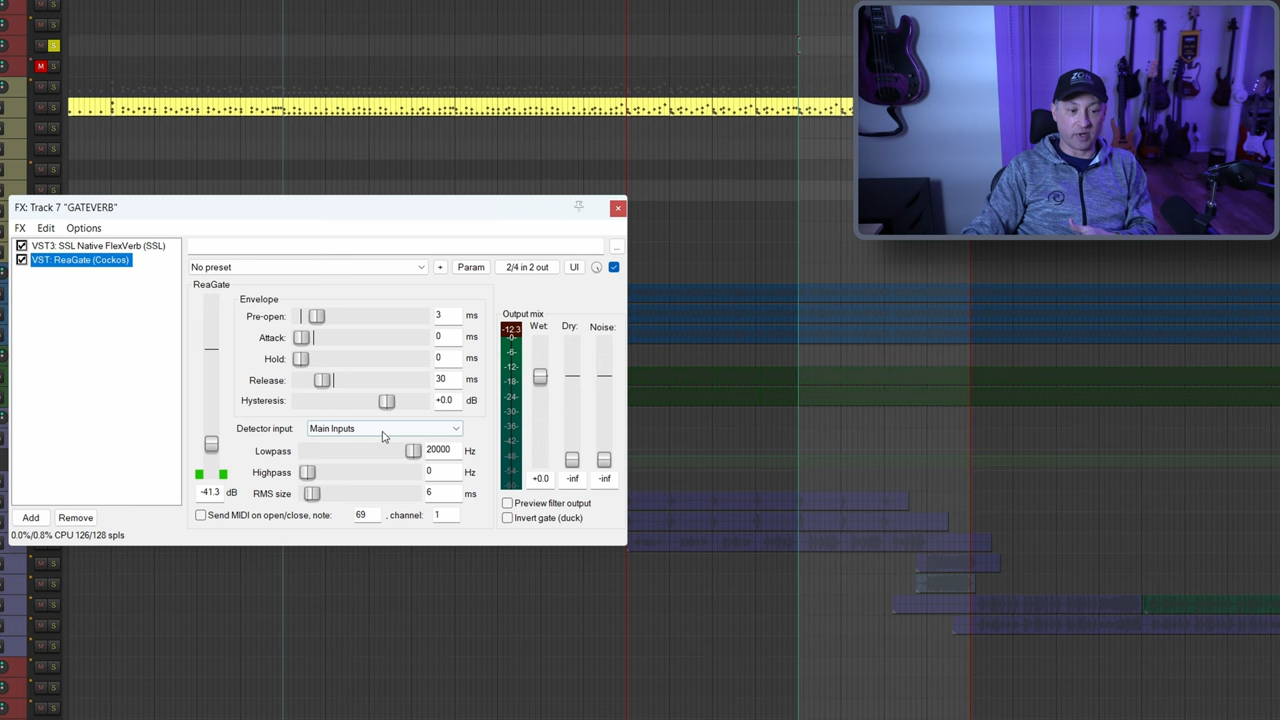 M S
M
ZON
FX: Track 7 "GATEVERB"
FX Edit Options
VST3: SSL Native FlexVerb (SSL)
VST: ReaGate (Cockos)
No preset + Param 2/4 in 2 out UI
ReaGate
Envelope
Pre-open: 3 ms
Attack: 0 ms
Hold: 0 ms
Release: 30 ms
Hysteresis: +0.0 dB
Detector input: Main Inputs
Lowpass 20000 Hz
Highpass 0 Hz
RMS size 6 ms
-41.3 dB
Send MIDI on open/close, note: 69 , channel: 1
Output mix
Wet: Dry: Noise:
-12.3
-0-
-6-
-12-
-18-
-24-
-30-
-36-
-42-
-48-
-54-
-60-
+0.0 -inf -inf
Preview filter output
Invert gate (duck)
Add Remove
0.0%/0.8% CPU 126/128 spls